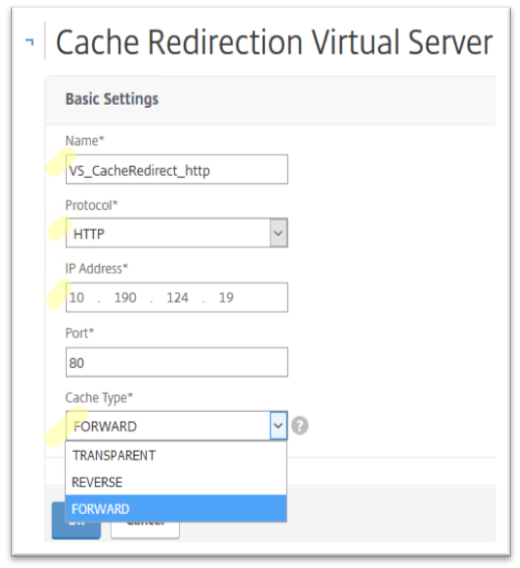 Cache Redirection Virtual Server
Basic Settings
Name*
VS_CacheRedirect_http
Protocol*
HTTP
IP Address*
10 . 190 . 124 . 19
Port*
80
Cache Type*
FORWARD
?
TRANSPARENT
REVERSE
FORWARD
Cancel